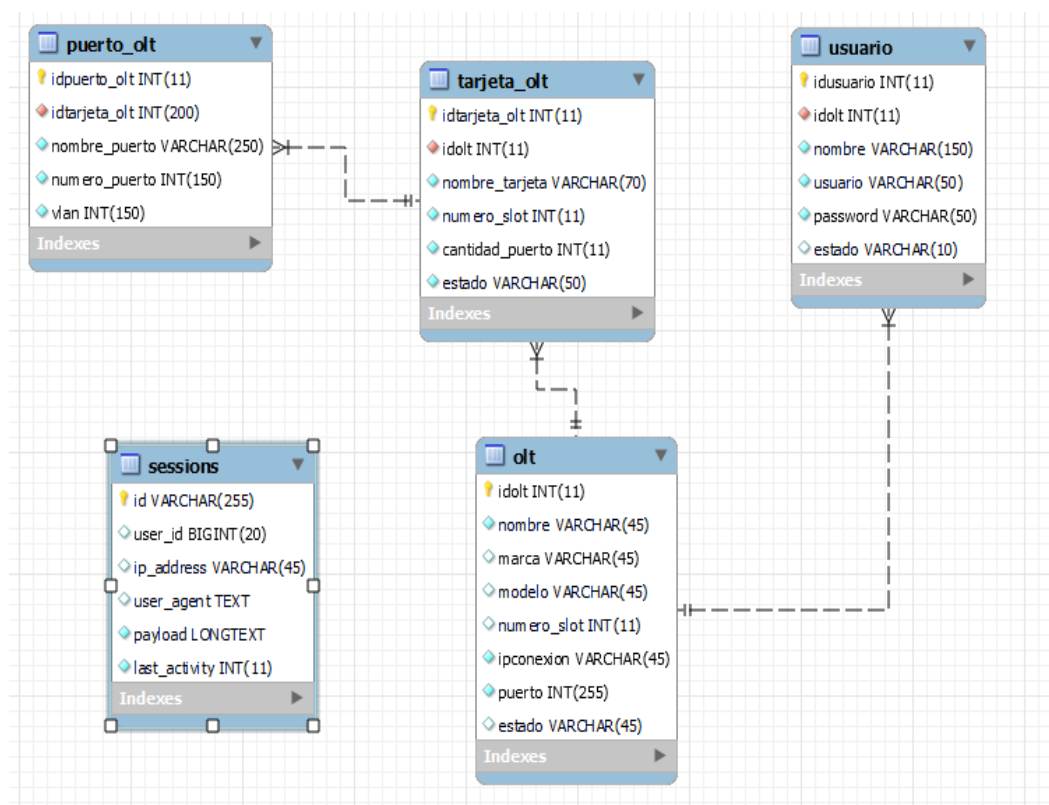 puerto_olt
idpuerto_olt INT(11)
idtarjeta_olt INT(200)
nombre_puerto VARCHAR(250)
numero_puerto INT(150)
vlan INT(150)
Indexes
tarjeta_olt
idtarjeta_olt INT(11)
idolt INT(11)
nombre_tarjeta VARCHAR(70)
numero_slot INT(11)
cantidad_puerto INT(11)
estado VARCHAR(50)
Indexes
usuario
idusuario INT(11)
idolt INT(11)
nombre VARCHAR(150)
usuario VARCHAR(50)
password VARCHAR(50)
estado VARCHAR(10)
Indexes
sessions
id VARCHAR(255)
user_id BIGINT(20)
ip_address VARCHAR(45)
user_agent TEXT
payload LONGTEXT
last_activity INT(11)
Indexes
olt
idolt INT(11)
nombre VARCHAR(45)
marca VARCHAR(45)
modelo VARCHAR(45)
numero_slot INT(11)
ipconexion VARCHAR(45)
puerto INT(255)
estado VARCHAR(45)
Indexes